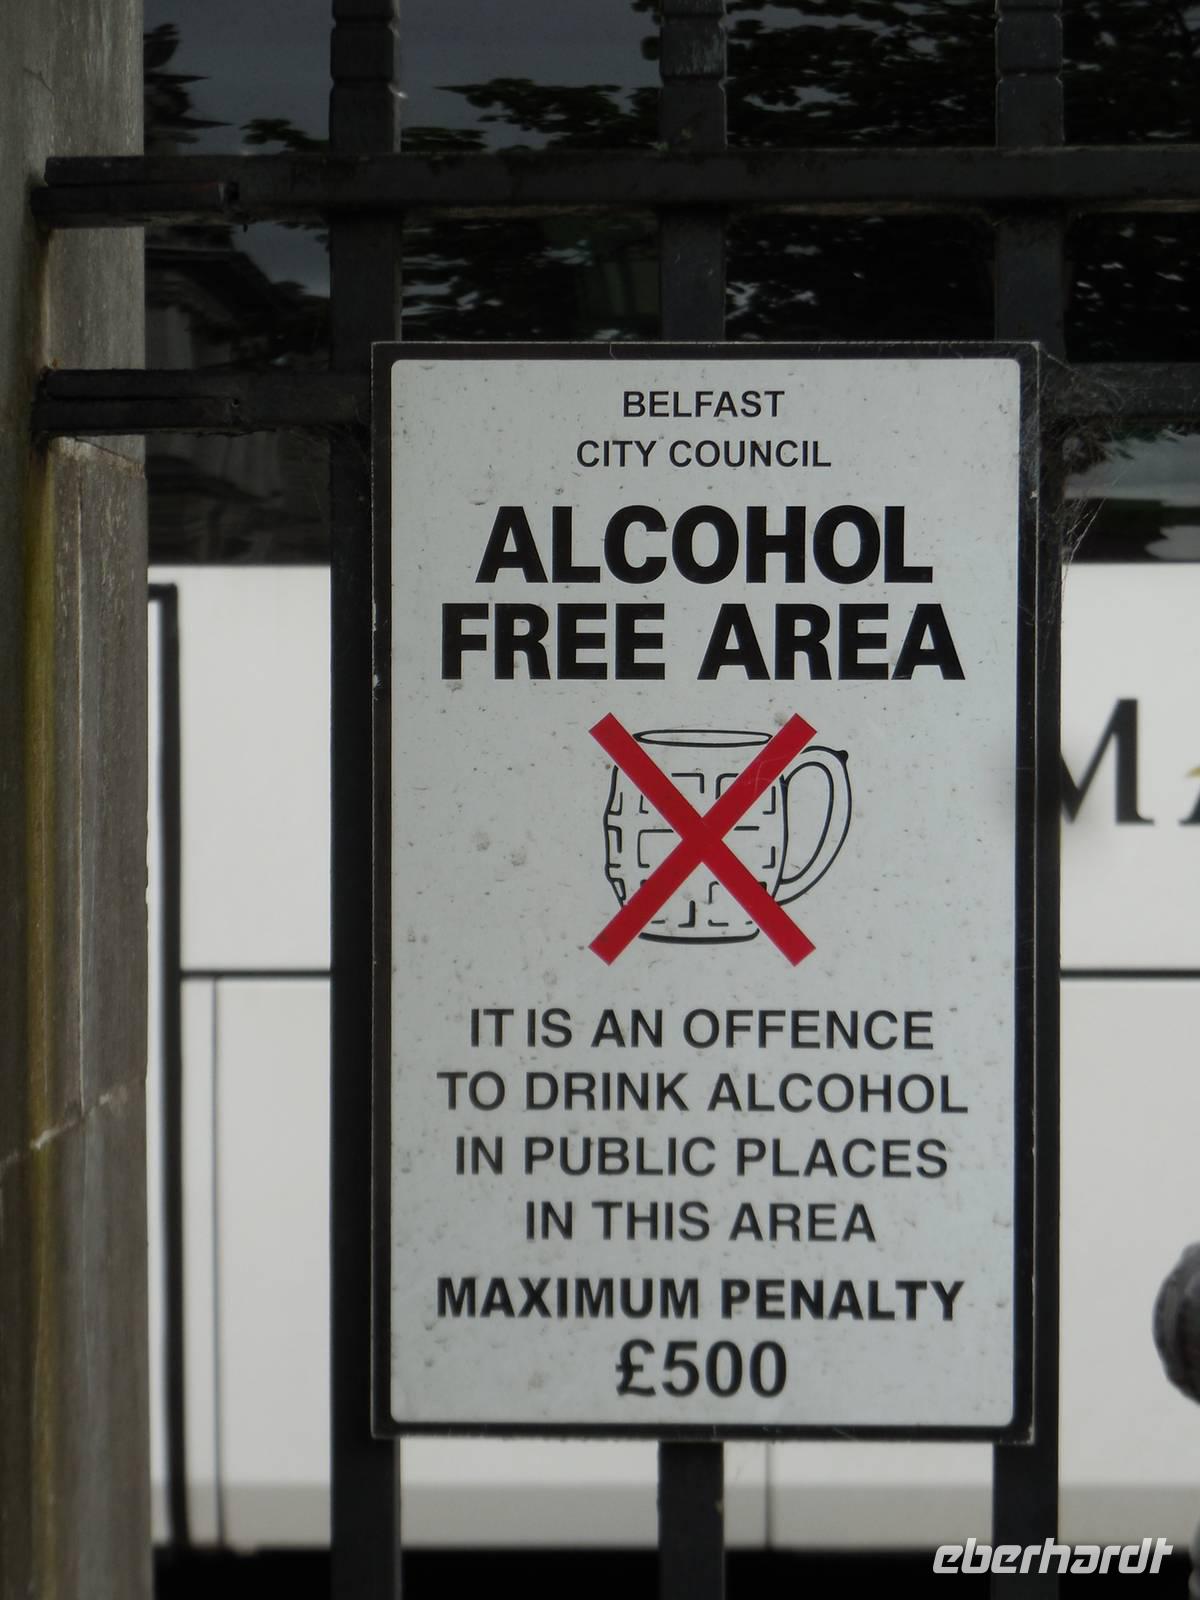 BELFAST
CITY COUNCIL
ALCOHOL
FREE AREA
IT IS AN OFFENCE
TO DRINK ALCOHOL
IN PUBLIC PLACES
IN THIS AREA
MAXIMUM PENALTY
£500
eberhardt